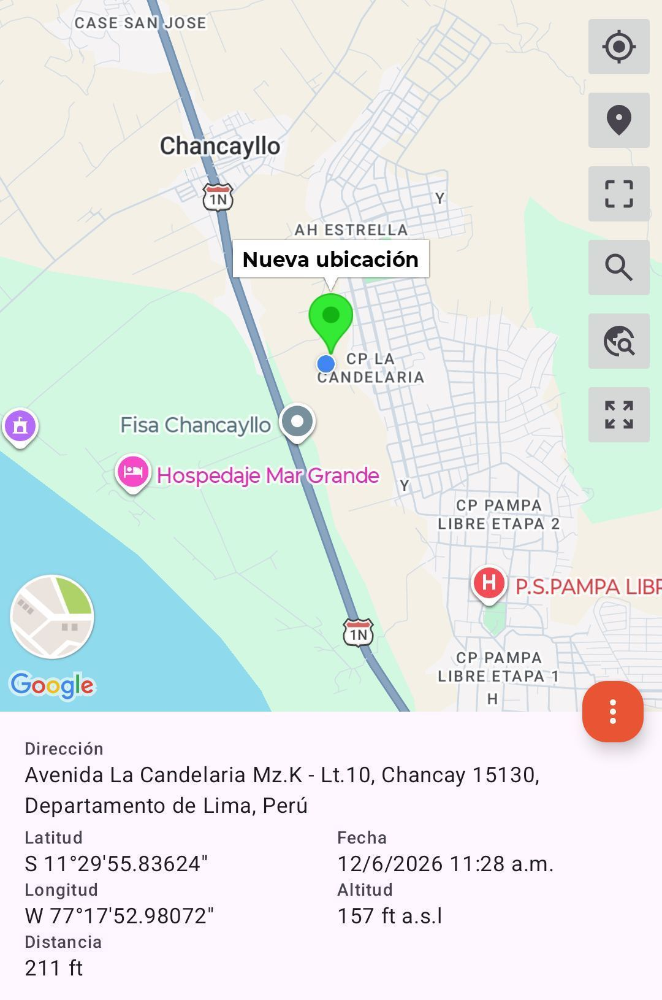 CASE SAN JOSE
Chancayllo
1N
Y
AH ESTRELLA
Nueva ubicación
CP LA
CANDELARIA
Fisa Chancayllo
Hospedaje Mar Grande
Y
CP PAMPA
LIBRE ETAPA 2
H
P.S.PAMPA LIBR
1N
CP PAMPA
LIBRE ETAPA 1
H
Google
Dirección
Avenida La Candelaria Mz.K - Lt.10, Chancay 15130,
Departamento de Lima, Perú
Latitud
S 11°29'55.83624"
Fecha
12/6/2026 11:28 a.m.
Longitud
W 77°17'52.98072"
Altitud
157 ft a.s.l
Distancia
211 ft